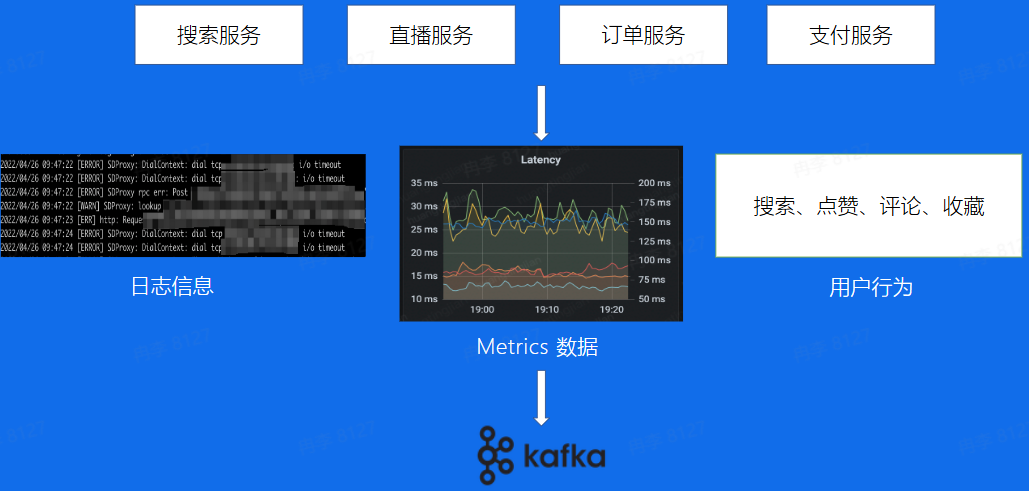 搜索服务
直播服务
订单服务
支付服务
2022/04/26 09:47:22 [ERROR] SDProxy: DialContext: dial tcp i/o timeout
2022/04/26 09:47:22 [ERROR] SDProxy: DialContext: dial tcp : i/o timeout
2022/04/26 09:47:22 [ERROR] SDProxy rpc err: Post
2022/04/26 09:47:22 [WARN] SDProxy: lookup
2022/04/26 09:47:23 [ERR] http: Reque
2022/04/26 09:47:24 [ERROR] SDProxy: DialContext: dial tcp i/o timeout
2022/04/26 09:47:24 [ERROR] SDProxy: DialContext: dial tcp i/o timeout
日志信息
Latency
35 ms
30 ms
25 ms
20 ms
15 ms
10 ms
200 ms
175 ms
150 ms
125 ms
100 ms
75 ms
50 ms
19:00
19:10
19:20
Metrics 数据
搜索、点赞、评论、收藏
用户行为
kafka
冉李 8127